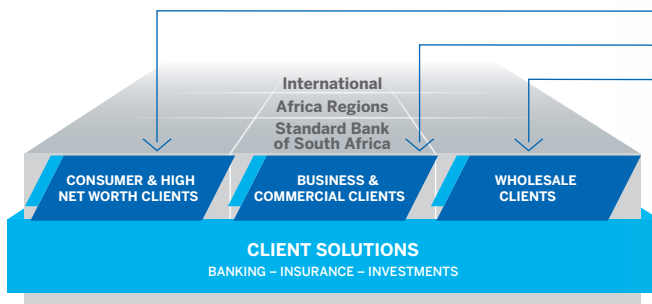 International
Africa Regions
Standard Bank
of South Africa
CONSUMER & HIGH
NET WORTH CLIENTS
BUSINESS &
COMMERCIAL CLIENTS
WHOLESALE
CLIENTS
CLIENT SOLUTIONS
BANKING – INSURANCE – INVESTMENTS